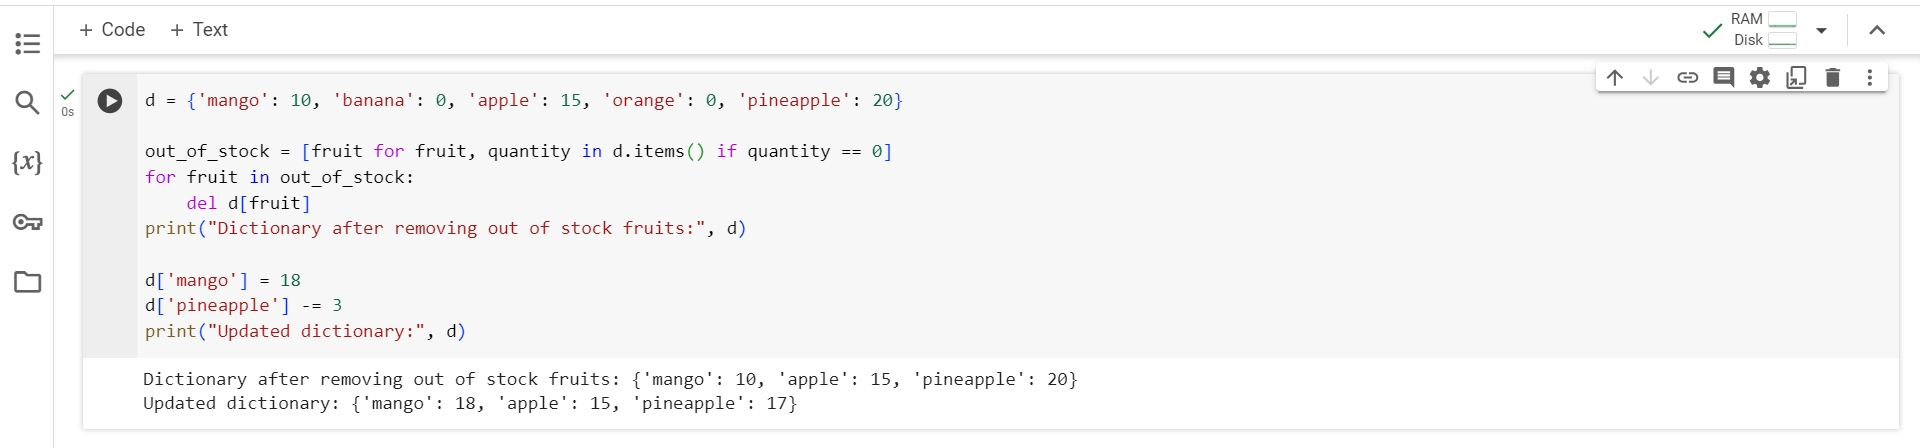 + Code + Text
RAM
Disk
{x}
0s
d = {'mango': 10, 'banana': 0, 'apple': 15, 'orange': 0, 'pineapple': 20}
out_of_stock = [fruit for fruit, quantity in d.items() if quantity == 0]
for fruit in out_of_stock:
    del d[fruit]
print("Dictionary after removing out of stock fruits:", d)
d['mango'] = 18
d['pineapple'] -= 3
print("Updated dictionary:", d)
Dictionary after removing out of stock fruits: {'mango': 10, 'apple': 15, 'pineapple': 20}
Updated dictionary: {'mango': 18, 'apple': 15, 'pineapple': 17}